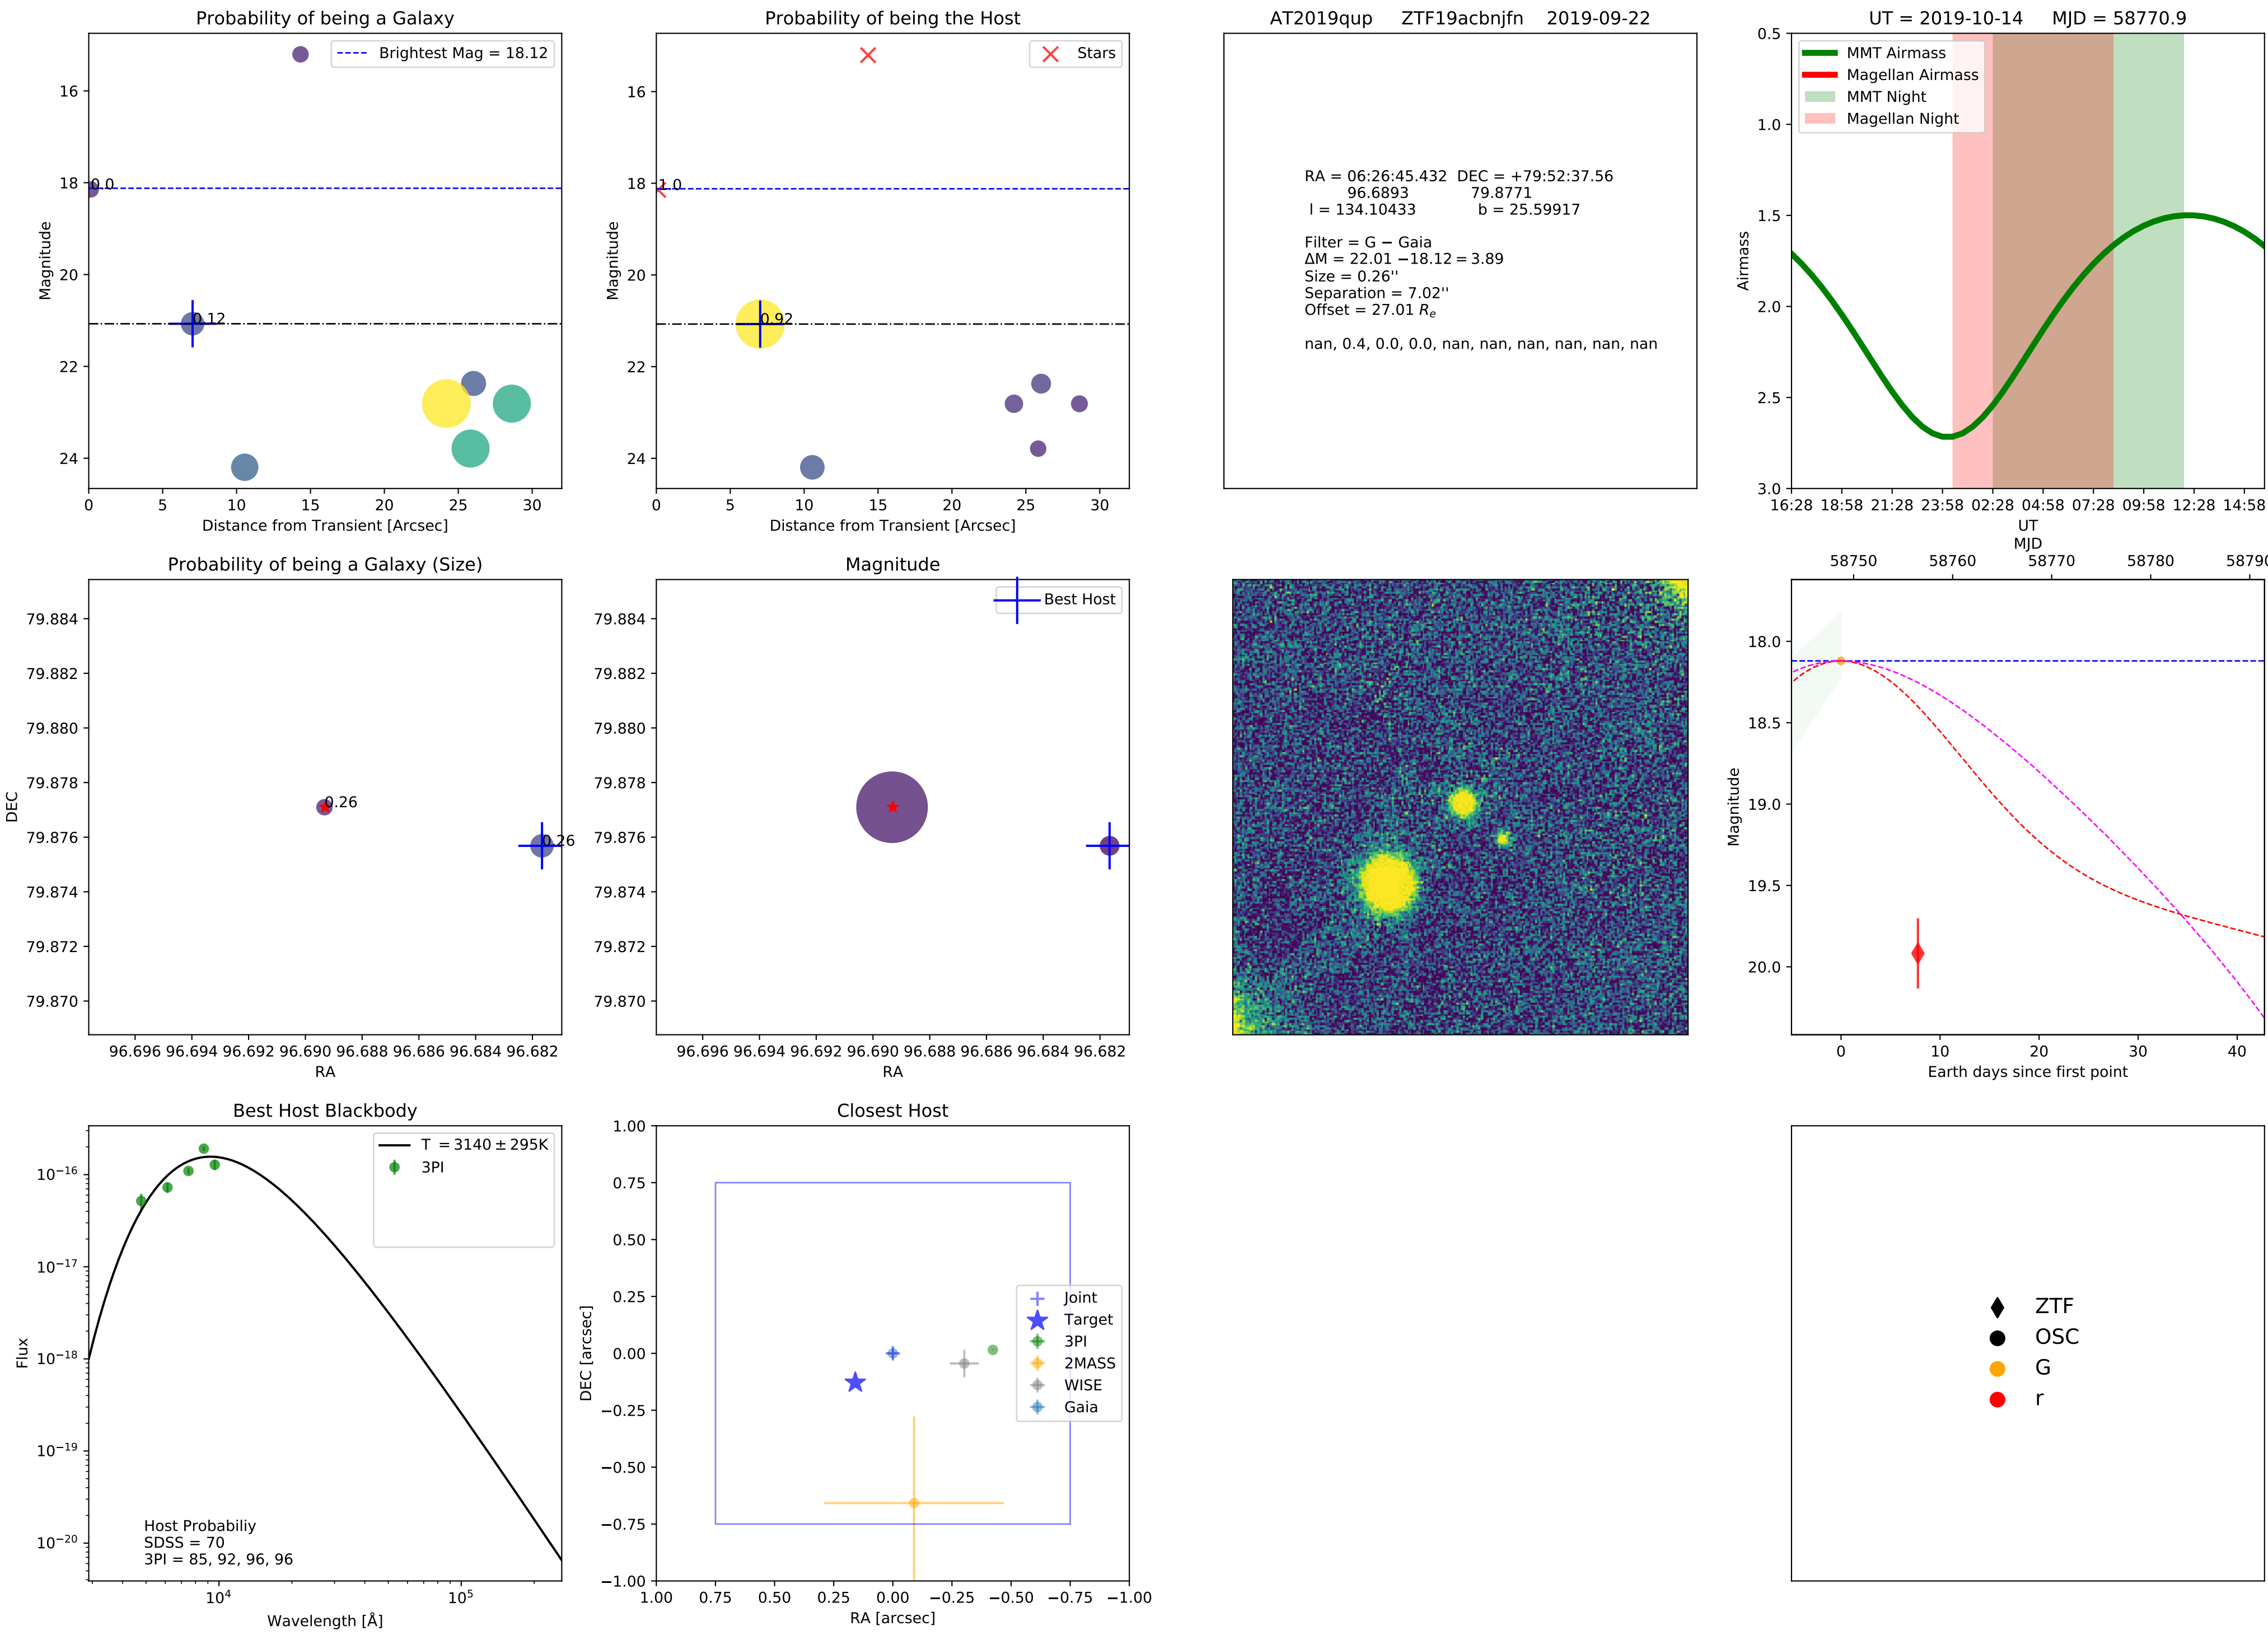 Probability of being a Galaxy
Brightest Mag = 18.12
0.0
0.12
16
18
20
22
24
Magnitude
0 5 10 15 20 25 30
Distance from Transient [Arcsec]
Probability of being the Host
Stars
1.0
0.92
16
18
20
22
24
Magnitude
0 5 10 15 20 25 30
Distance from Transient [Arcsec]
AT2019qup ZTF19acbnjfn 2019-09-22
RA = 06:26:45.432 DEC = +79:52:37.56
96.6893 79.8771
l = 134.10433 b = 25.59917
Filter = G − Gaia
ΔM = 22.01 −18.12 = 3.89
Size = 0.26''
Separation = 7.02''
Offset = 27.01 Re
nan, 0.4, 0.0, 0.0, nan, nan, nan, nan, nan, nan
UT = 2019-10-14 MJD = 58770.9
MMT Airmass
Magellan Airmass
MMT Night
Magellan Night
0.5
1.0
1.5
2.0
2.5
3.0
Airmass
16:28 18:58 21:28 23:58 02:28 04:58 07:28 09:58 12:28 14:58
UT
Probability of being a Galaxy (Size)
0.26
0.26
79.884
79.882
79.880
79.878
79.876
79.874
79.872
79.870
DEC
96.696 96.694 96.692 96.690 96.688 96.686 96.684 96.682
RA
Magnitude
Best Host
79.884
79.882
79.880
79.878
79.876
79.874
79.872
79.870
96.696 96.694 96.692 96.690 96.688 96.686 96.684 96.682
RA
MJD
58750 58760 58770 58780 58790
18.0
18.5
19.0
19.5
20.0
Magnitude
0 10 20 30 40
Earth days since first point
Best Host Blackbody
T = 3140 ± 295K
3PI
10−16
10−17
10−18
10−19
10−20
Flux
Host Probabiliy
SDSS = 70
3PI = 85, 92, 96, 96
104 105
Wavelength [Å]
Closest Host
Joint
Target
3PI
2MASS
WISE
Gaia
1.00
0.75
0.50
0.25
0.00
−0.25
−0.50
−0.75
−1.00
DEC [arcsec]
1.00 0.75 0.50 0.25 0.00 −0.25 −0.50 −0.75 −1.00
RA [arcsec]
ZTF
OSC
G
r